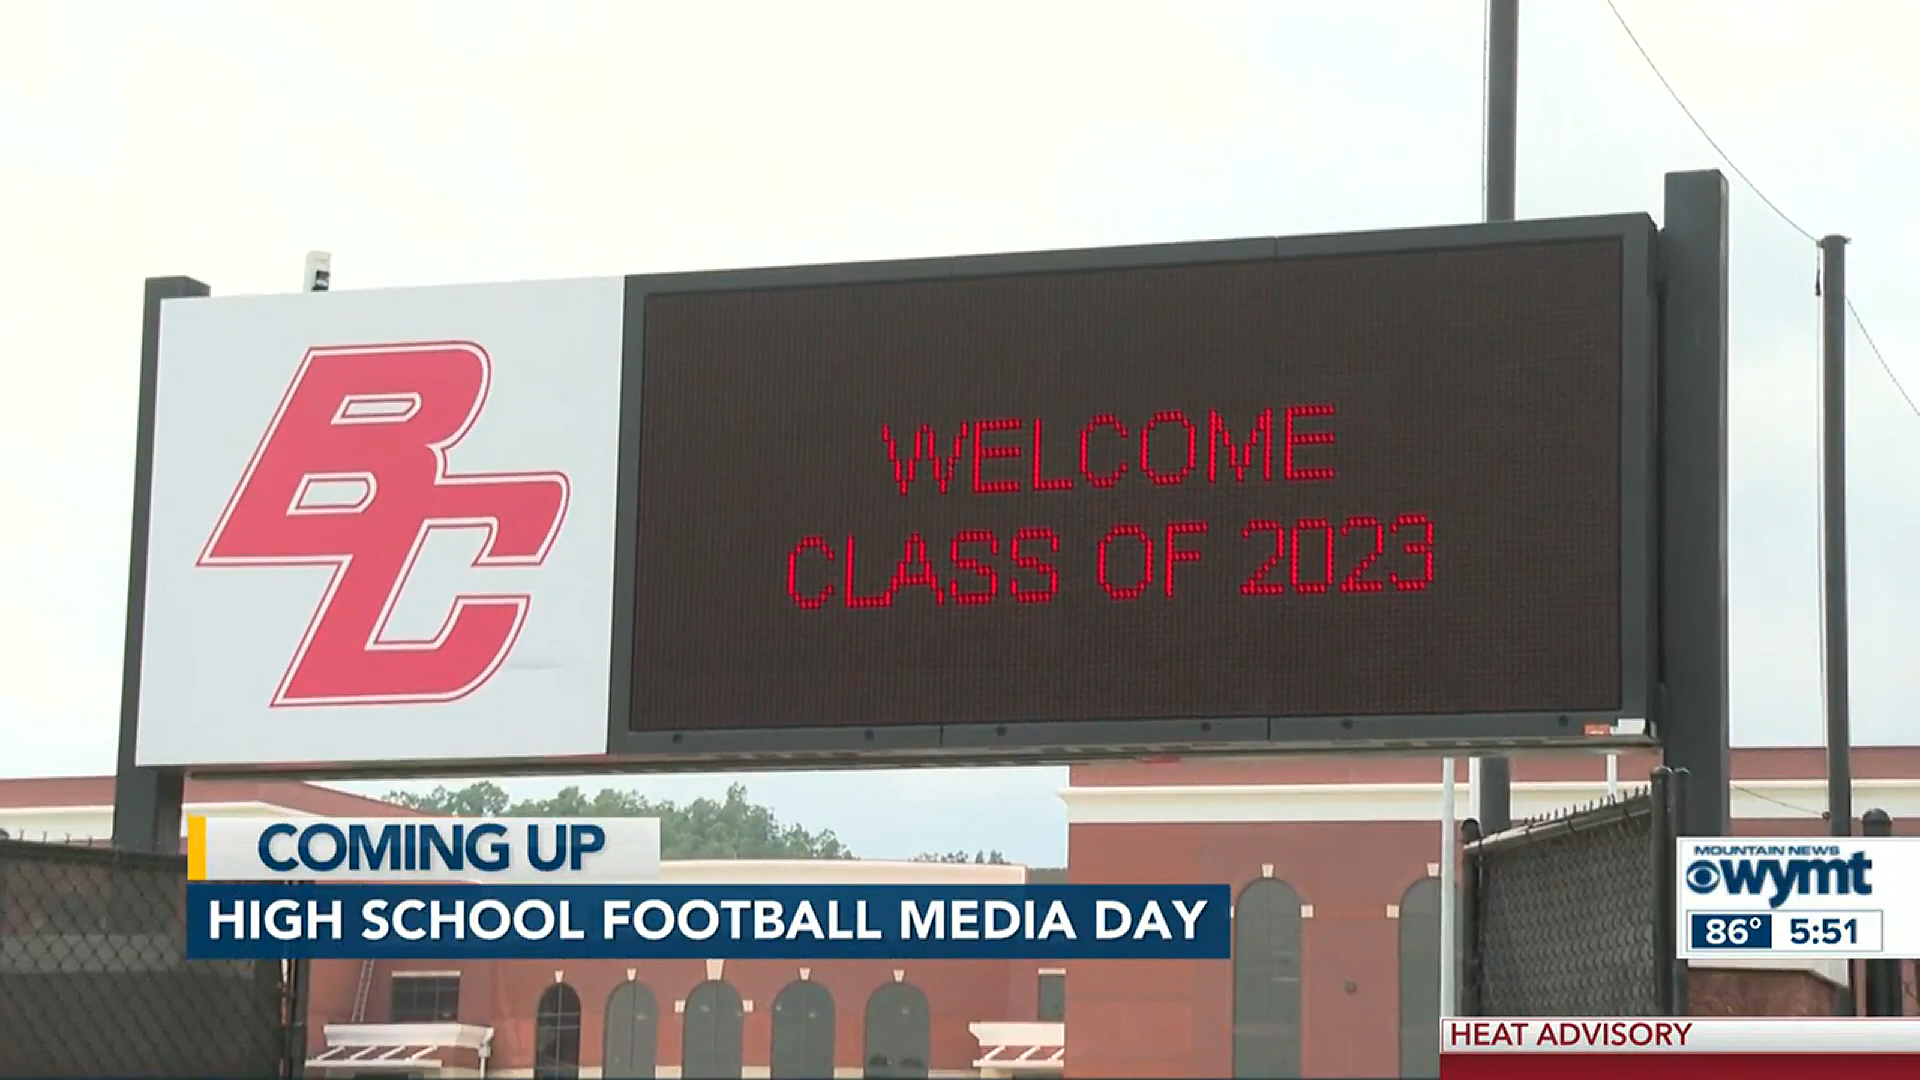 BC
WELCOME
CLASS OF 2023
COMING UP
HIGH SCHOOL FOOTBALL MEDIA DAY
MOUNTAIN NEWS
wymt
86° 5:51
HEAT ADVISORY